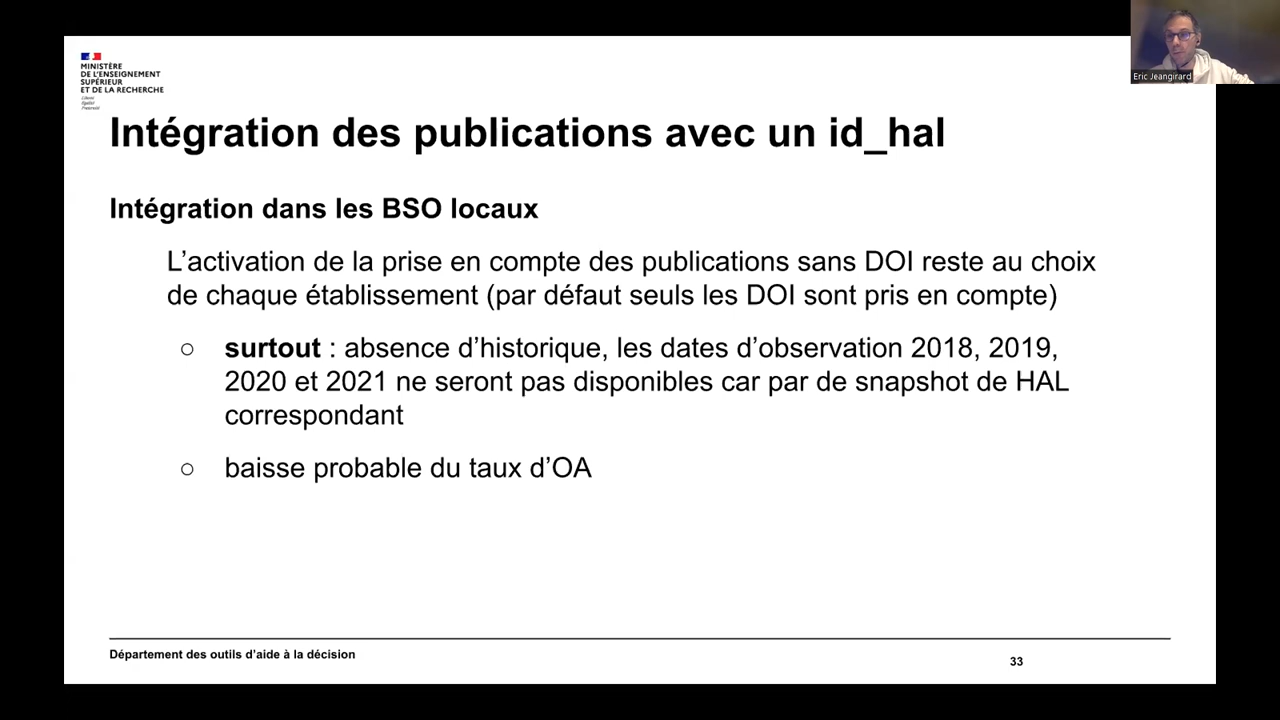 Eric Jeangirard
MINISTÈRE
DE L'ENSEIGNEMENT
SUPÉRIEUR
ET DE LA RECHERCHE
Liberté
Égalité
Fraternité
Intégration des publications avec un id_hal
Intégration dans les BSO locaux
L’activation de la prise en compte des publications sans DOI reste au choix
de chaque établissement (par défaut seuls les DOI sont pris en compte)
○ surtout : absence d’historique, les dates d’observation 2018, 2019,
2020 et 2021 ne seront pas disponibles car par de snapshot de HAL
correspondant
○ baisse probable du taux d’OA
Département des outils d’aide à la décision
33